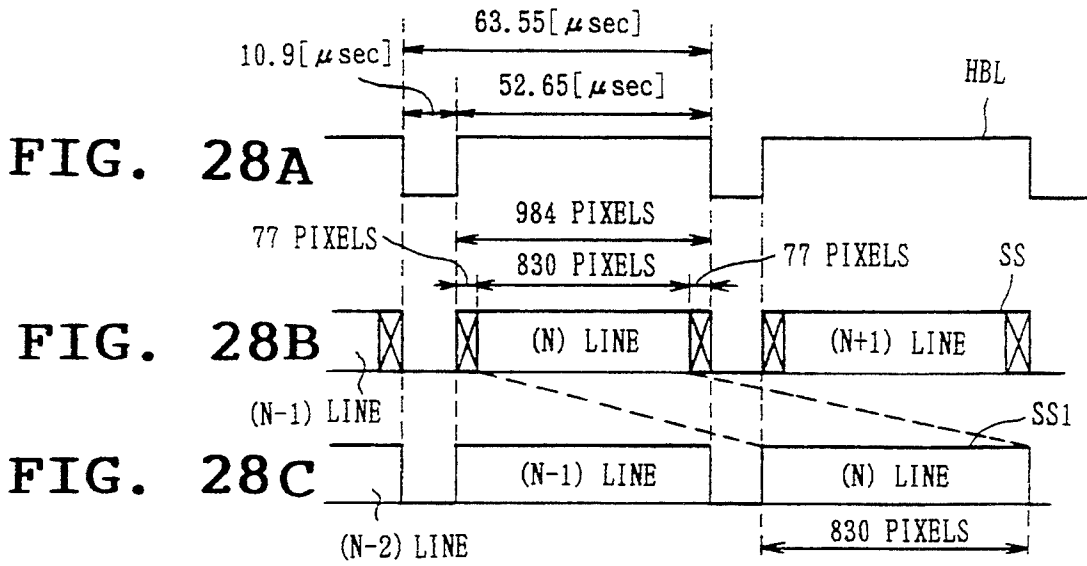 63.55[μsec]
10.9[μsec]
52.65[μsec]
HBL
FIG. 28A
984 PIXELS
77 PIXELS
830 PIXELS
77 PIXELS
SS
FIG. 28B
(N) LINE
(N+1) LINE
(N-1) LINE
SS1
FIG. 28C
(N-1) LINE
(N) LINE
(N-2) LINE
830 PIXELS